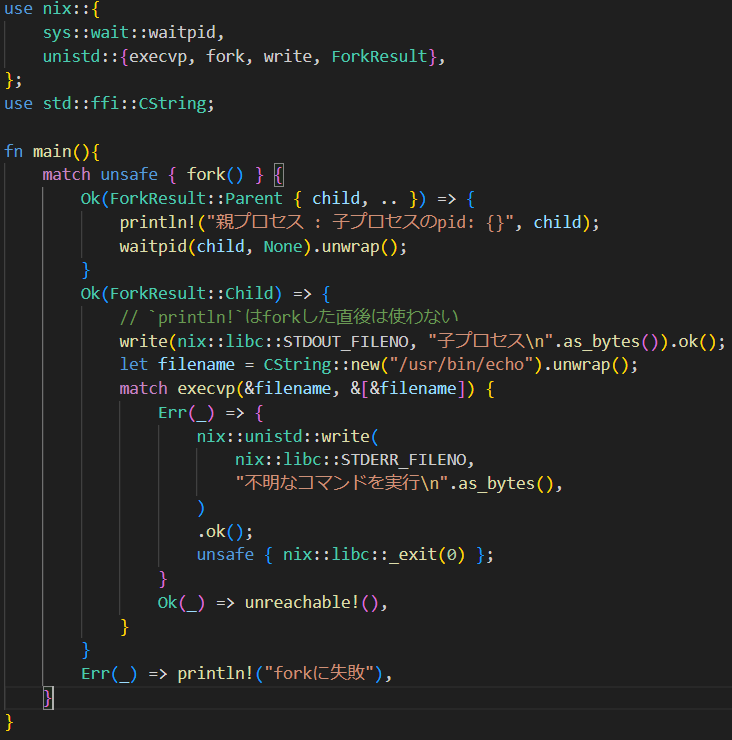 use nix::{
    sys::wait::waitpid,
    unistd::{execvp, fork, write, ForkResult},
};
use std::ffi::CString;

fn main(){
    match unsafe { fork() } {
        Ok(ForkResult::Parent { child, .. }) => {
            println!("親プロセス : 子プロセスのpid: {}", child);
            waitpid(child, None).unwrap();
        }
        Ok(ForkResult::Child) => {
            // `println!`はforkした直後は使わない
            write(nix::libc::STDOUT_FILENO, "子プロセス\n".as_bytes()).ok();
            let filename = CString::new("/usr/bin/echo").unwrap();
            match execvp(&filename, &[&filename]) {
                Err(_) => {
                    nix::unistd::write(
                        nix::libc::STDERR_FILENO,
                        "不明なコマンドを実行\n".as_bytes(),
                    )
                    .ok();
                    unsafe { nix::libc::_exit(0) };
                }
                Ok(_) => unreachable!(),
            }
        }
        Err(_) => println!("forkに失敗"),
    }
}